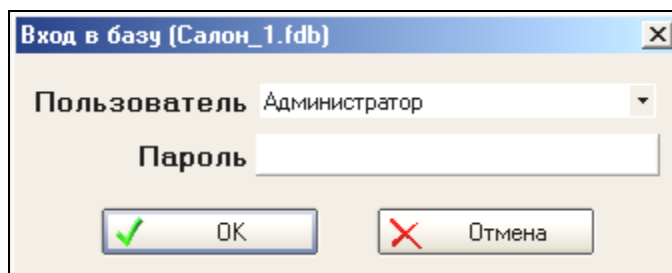 Вход в базу (Салон_1.fdb)
Пользователь Администратор
Пароль
OK Отмена